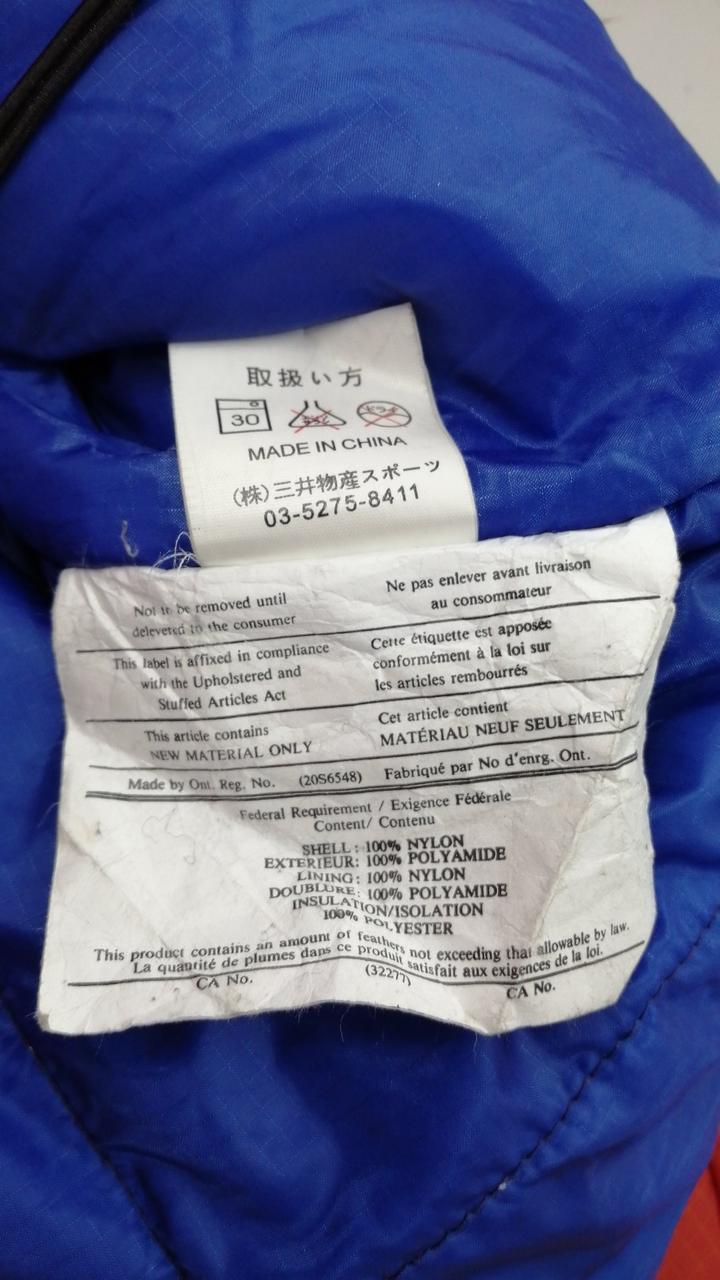 取扱い方
30
MADE IN CHINA
(株)三井物産スポーツ
03-5275-8411
Not to be removed until
deleveted to the consumer
Ne pas enlever avant livraison
au consommateur
This label is affixed in compliance
with the Upholstered and
Stuffed Articles Act
Cette étiquette est apposée
conformément à la loi sur
les articles rembourrés
This article contains
NEW MATERIAL ONLY
Cet article contient
MATÉRIAU NEUF SEULEMENT
Made by Ont. Reg. No. (20S6548) Fabriqué par No d'enrg. Ont.
Federal Requirement / Exigence Fédérale
Content/ Contenu
SHELL: 100% NYLON
EXTERIEUR: 100% POLYAMIDE
LINING: 100% NYLON
DOUBLURE: 100% POLYAMIDE
INSULATION/ISOLATION
100% POLYESTER
This product contains an amount of feathers not exceeding that allowable by law.
La quantité de plumes dans ce produit satisfait aux exigences de la loi.
CA No. (32277) CA No.